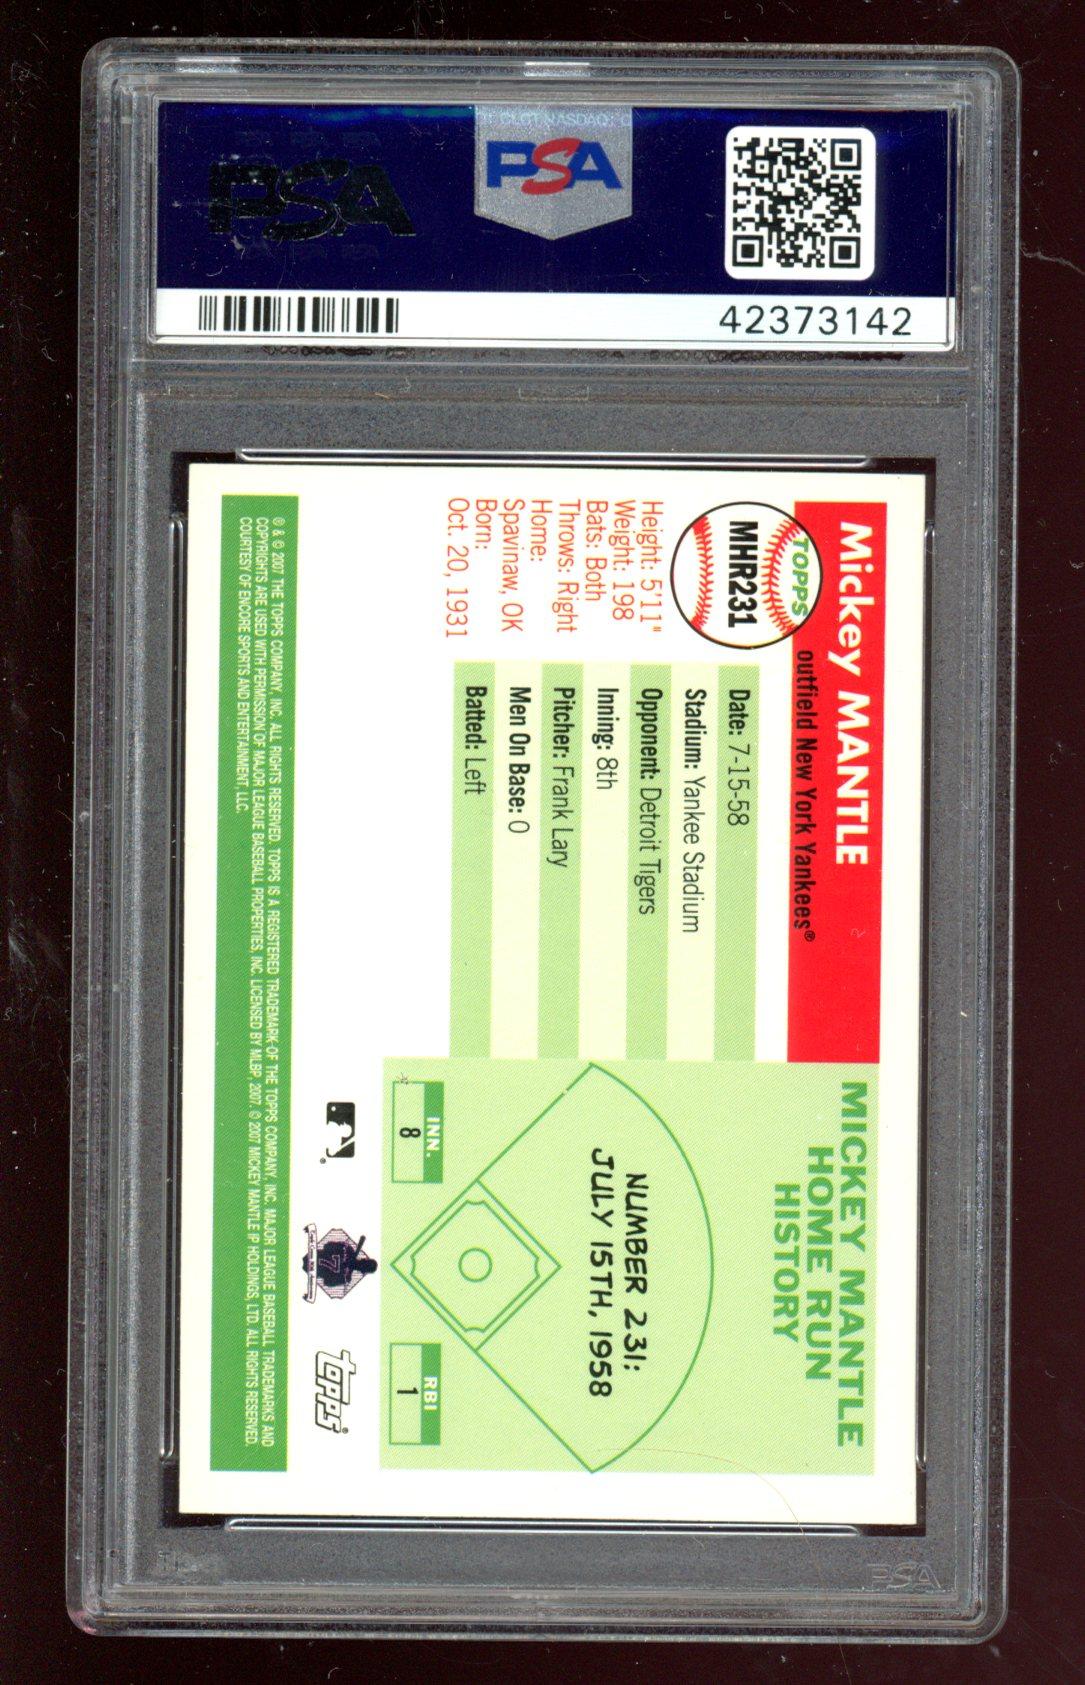 CLCT NASDAQ: C
PSA
PSA
42373142
Mickey MANTLE
outfield New York Yankees®
TOPPS
MHR231
Height: 5'11"
Weight: 198
Bats: Both
Throws: Right
Home:
Spavinaw, OK
Born:
Oct. 20, 1931
Date: 7-15-58
Stadium: Yankee Stadium
Opponent: Detroit Tigers
Inning: 8th
Pitcher: Frank Lary
Men On Base: 0
Batted: Left
MICKEY MANTLE
HOME RUN
HISTORY
NUMBER 231:
JULY 15TH, 1958
INN.
8
RBI
1
7
topps®
® & © 2007 THE TOPPS COMPANY, INC. ALL RIGHTS RESERVED. TOPPS IS A REGISTERED TRADEMARK OF THE TOPPS COMPANY, INC. MAJOR LEAGUE BASEBALL TRADEMARKS AND
COPYRIGHTS ARE USED WITH PERMISSION OF MAJOR LEAGUE BASEBALL PROPERTIES, INC. LICENSED BY MLBP, 2007. © 2007 MICKEY MANTLE IP HOLDINGS, LTD. ALL RIGHTS RESERVED.
COURTESY OF ENCORE SPORTS AND ENTERTAINMENT, LLC.
PSA